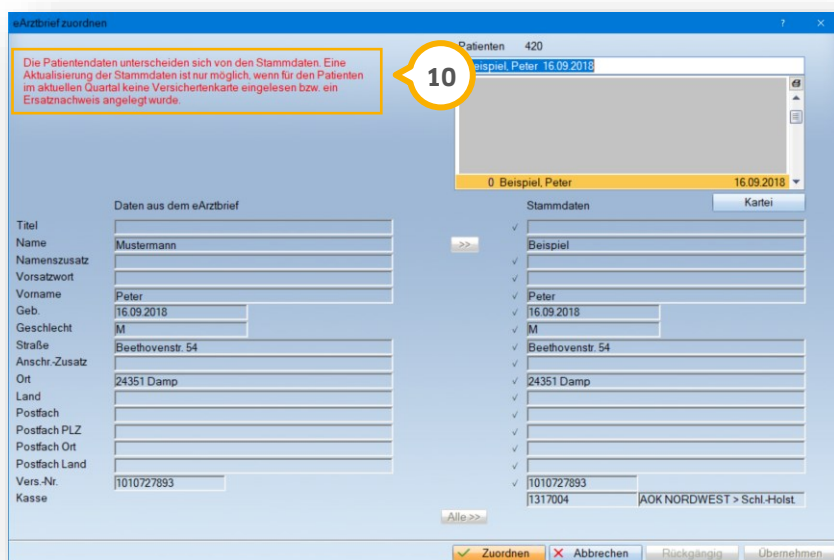 eArztbrief zuordnen
Patienten 420
Beispiel, Peter 16.09.2018
Die Patientendaten unterscheiden sich von den Stammdaten. Eine
Aktualisierung der Stammdaten ist nur möglich, wenn für den Patienten
im aktuellen Quartal keine Versichertenkarte eingelesen bzw. ein
Ersatznachweis angelegt wurde.
10
0 Beispiel, Peter 16.09.2018
Daten aus dem eArztbrief Stammdaten Kartei
Titel
Name Mustermann >> Beispiel
Namenszusatz
Vorsatzwort
Vorname Peter Peter
Geb. 16.09.2018 16.09.2018
Geschlecht M M
Straße Beethovenstr. 54 Beethovenstr. 54
Anschr.-Zusatz
Ort 24351 Damp 24351 Damp
Land
Postfach
Postfach PLZ
Postfach Ort
Postfach Land
Vers.-Nr. 1010727893 1010727893
Kasse 1317004 AOK NORDWEST > Schl.-Holst.
Alle >>
Zuordnen Abbrechen Rückgängig Übernehmen